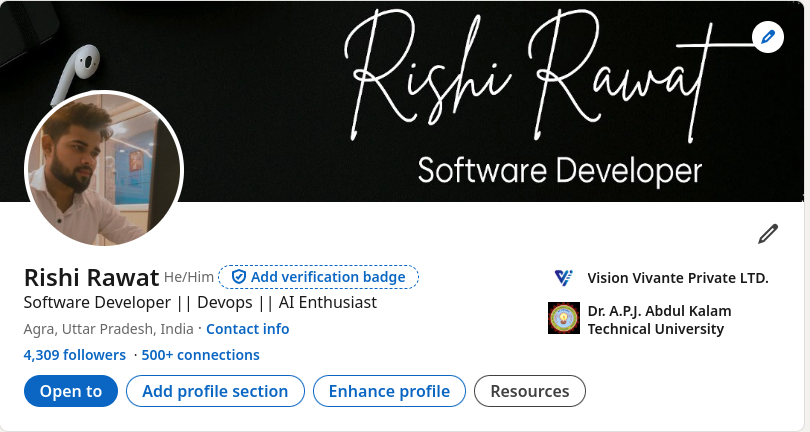 Rishi Rawat
Software Developer
Rishi Rawat He/Him Add verification badge
Software Developer || Devops || AI Enthusiast
Agra, Uttar Pradesh, India · Contact info
4,309 followers · 500+ connections
Open to Add profile section Enhance profile Resources
Vision Vivante Private LTD.
Dr. A.P.J. Abdul Kalam
Technical University